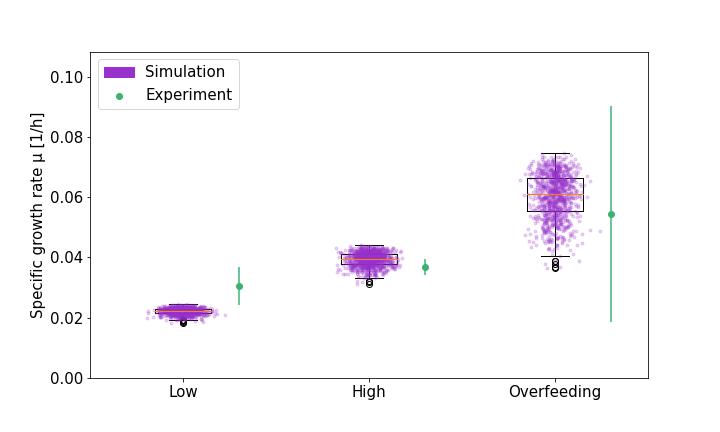 Simulation
Experiment
Specific growth rate μ [1/h]
0.10
0.08
0.06
0.04
0.02
0.00
Low High Overfeeding